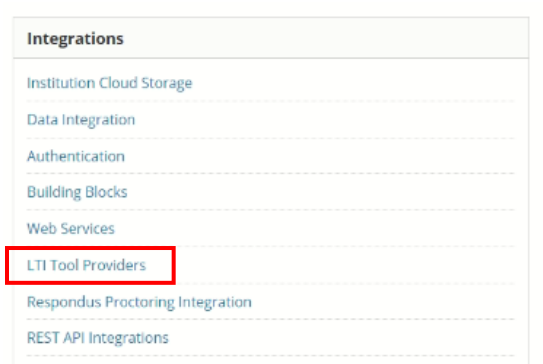 Integrations
Institution Cloud Storage
Data Integration
Authentication
Building Blocks
Web Services
LTI Tool Providers
Respondus Proctoring Integration
REST API Integrations